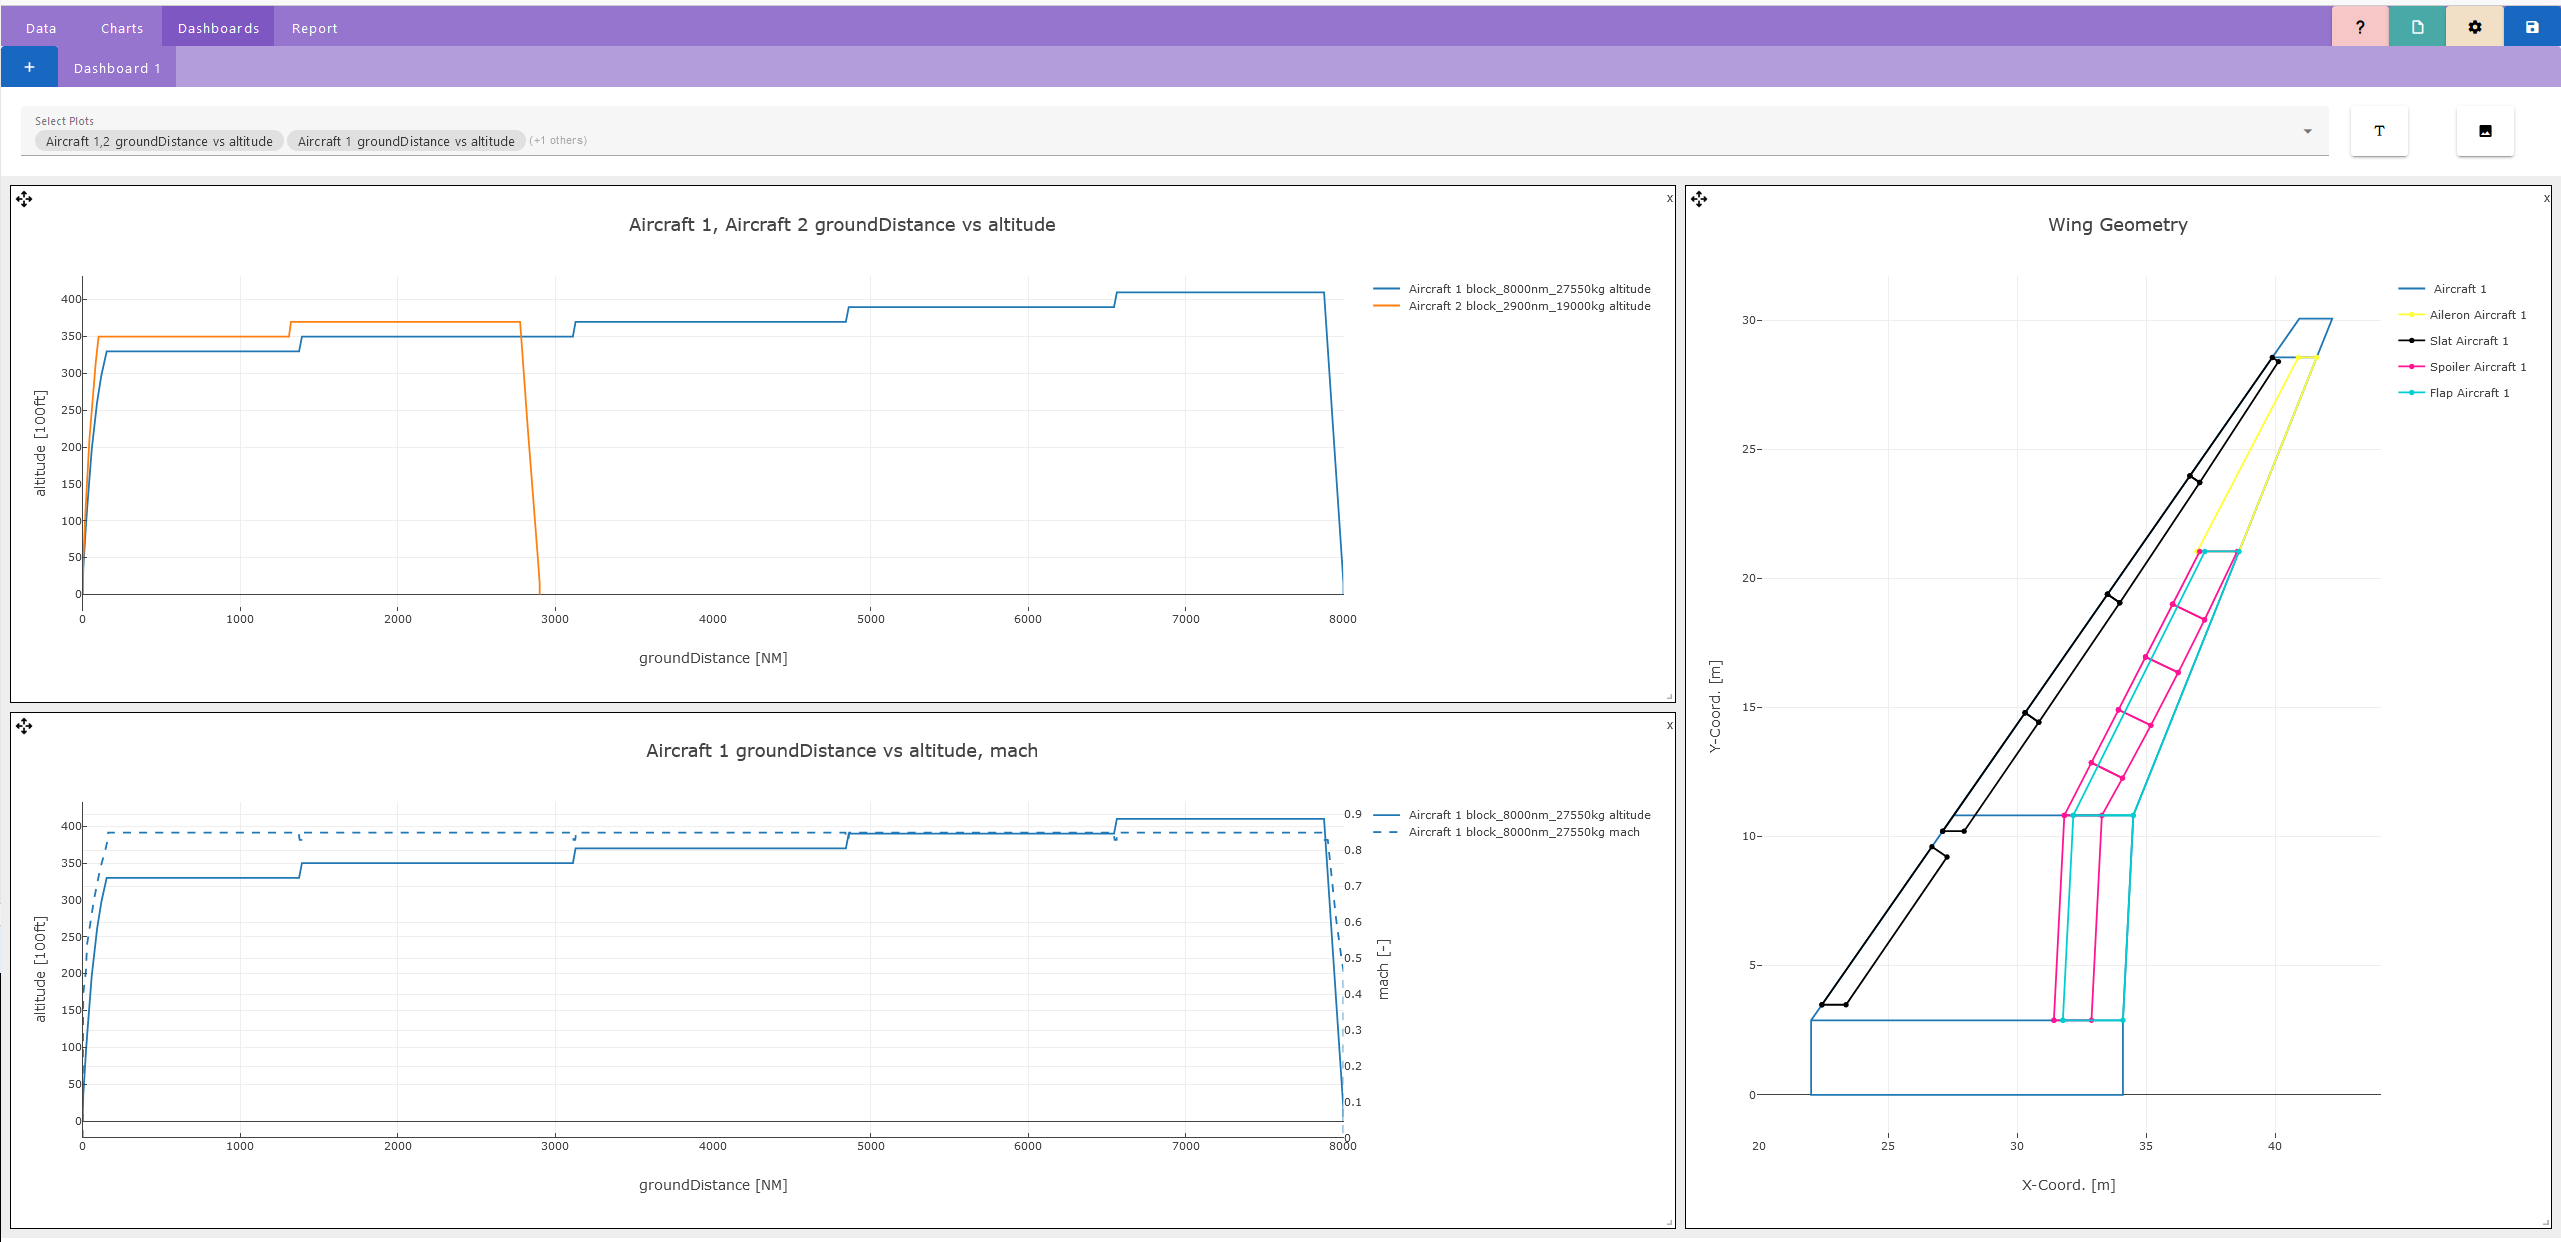 Data Charts Dashboards Report ?
+ Dashboard 1
Select Plots
Aircraft 1,2 groundDistance vs altitude Aircraft 1 groundDistance vs altitude (+1 others)
T
x
Aircraft 1, Aircraft 2 groundDistance vs altitude
Aircraft 1 block_8000nm_27550kg altitude
Aircraft 2 block_2900nm_19000kg altitude
400
350
300
250
200
150
100
50
0
altitude [100ft]
0 1000 2000 3000 4000 5000 6000 7000 8000
groundDistance [NM]
x
Aircraft 1 groundDistance vs altitude, mach
Aircraft 1 block_8000nm_27550kg altitude
Aircraft 1 block_8000nm_27550kg mach
400
350
300
250
200
150
100
50
0
altitude [100ft]
0.9
0.8
0.7
0.6
0.5
0.4
0.3
0.2
0.1
0
mach [-]
0 1000 2000 3000 4000 5000 6000 7000 8000
groundDistance [NM]
x
Wing Geometry
Aircraft 1
Aileron Aircraft 1
Slat Aircraft 1
Spoiler Aircraft 1
Flap Aircraft 1
30
25
20
15
10
5
0
Y-Coord. [m]
20 25 30 35 40
X-Coord. [m]